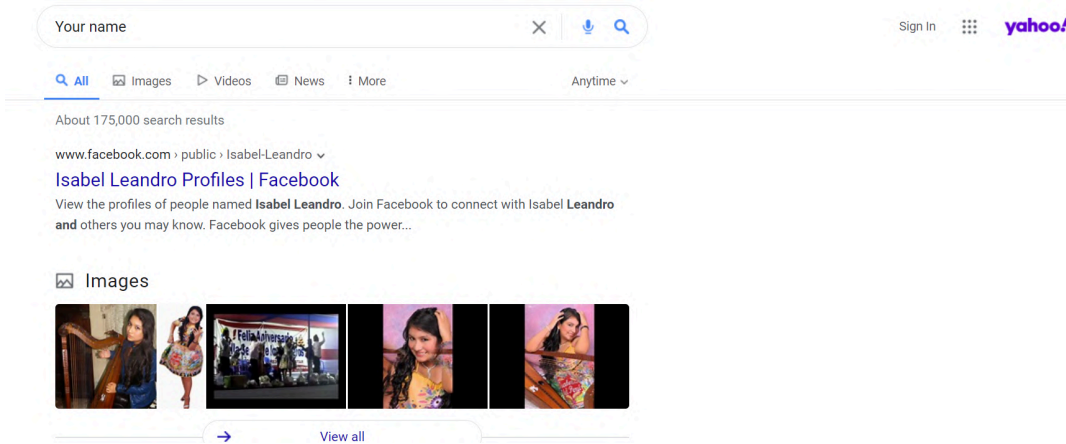 Your name
Sign In
yahoo!
All Images Videos News More Anytime
About 175,000 search results
www.facebook.com › public › Isabel-Leandro
Isabel Leandro Profiles | Facebook
View the profiles of people named Isabel Leandro. Join Facebook to connect with Isabel Leandro
and others you may know. Facebook gives people the power...
Images
Feliz Aniversario
View all